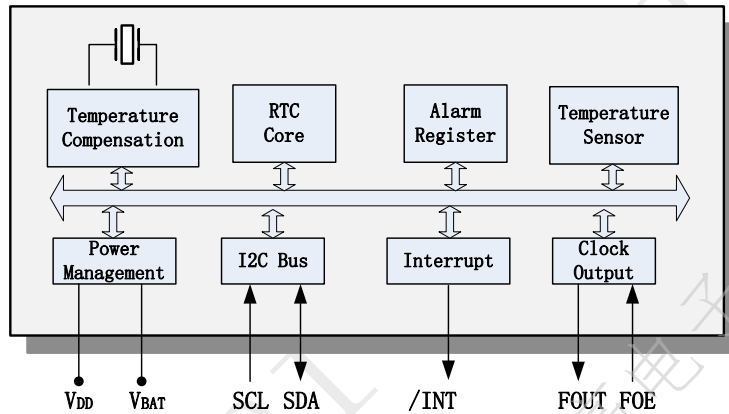 Temperature
Compensation
RTC
Core
Alarm
Register
Temperature
Sensor
Power
Management
I2C Bus
Interrupt
Clock
Output
VDD VBAT SCL SDA /INT FOUT FOE